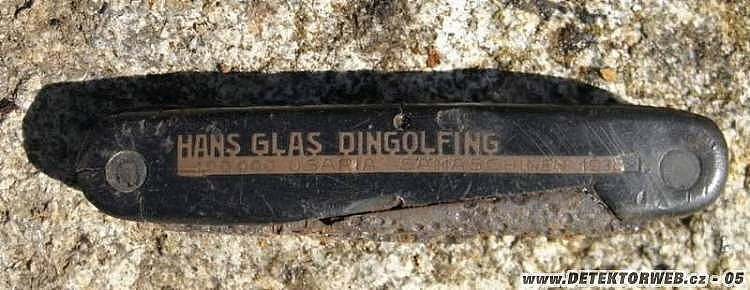 HANS GLAS DINGOLFING
ISARIA SÄMASCHINEN
www.DETEKTORWEB.cz - 05